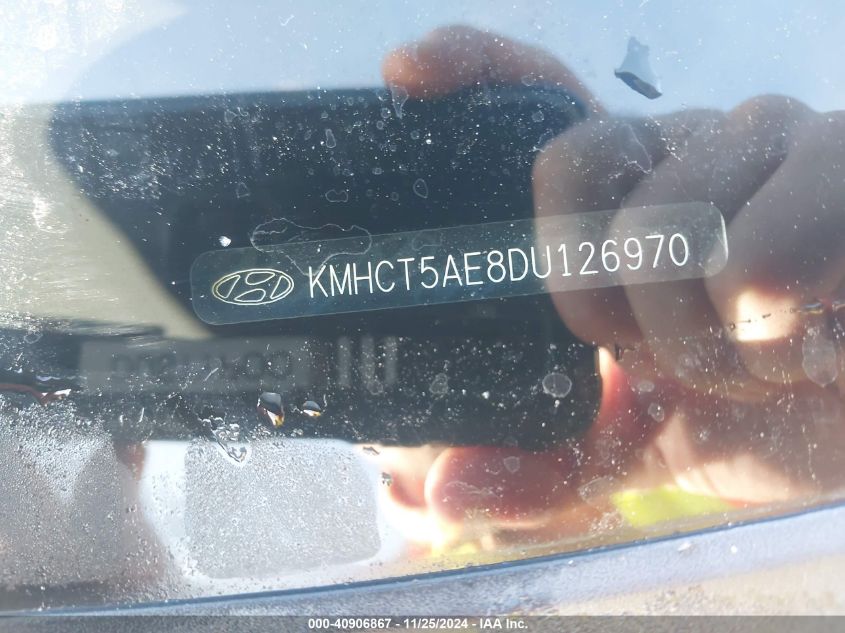 KMHCT5AE8DU126970
000-40906867 - 11/25/2024 - IAA Inc.